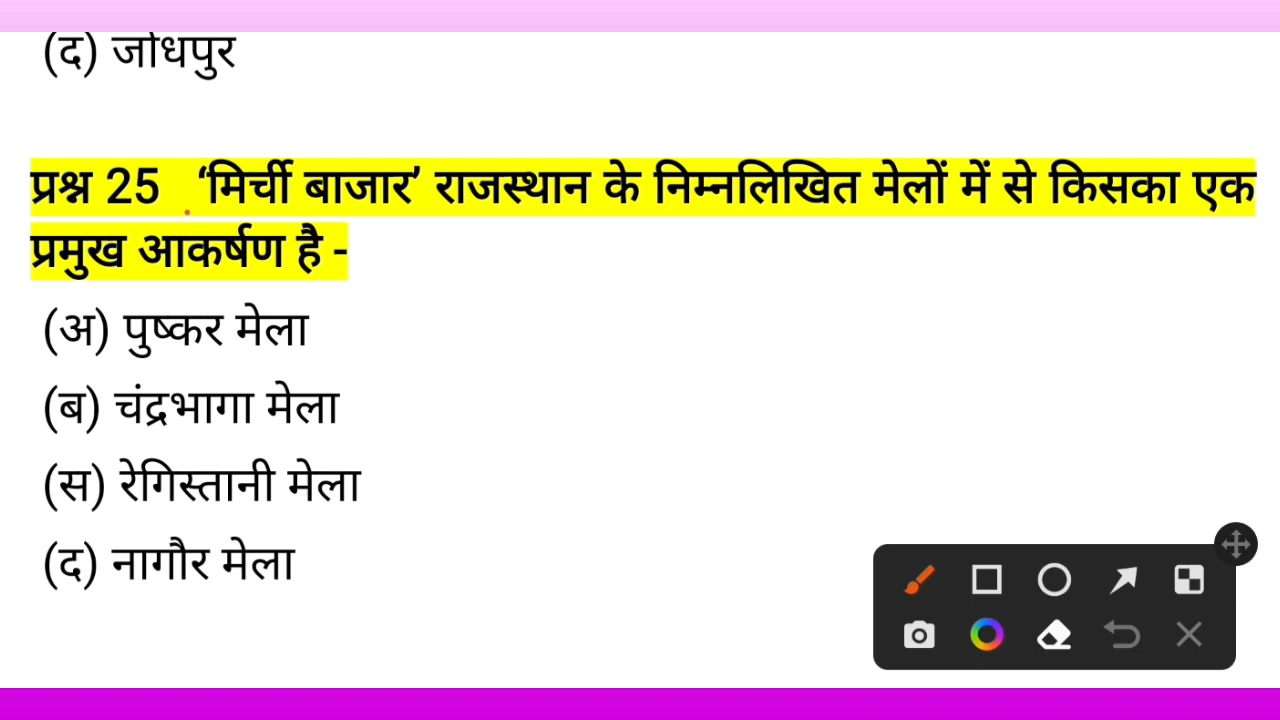 (द) जोधपुर
प्रश्न 25 ‘मिर्ची बाजार’ राजस्थान के निम्नलिखित मेलों में से किसका एक
प्रमुख आकर्षण है -
(अ) पुष्कर मेला
(ब) चंद्रभागा मेला
(स) रेगिस्तानी मेला
(द) नागौर मेला